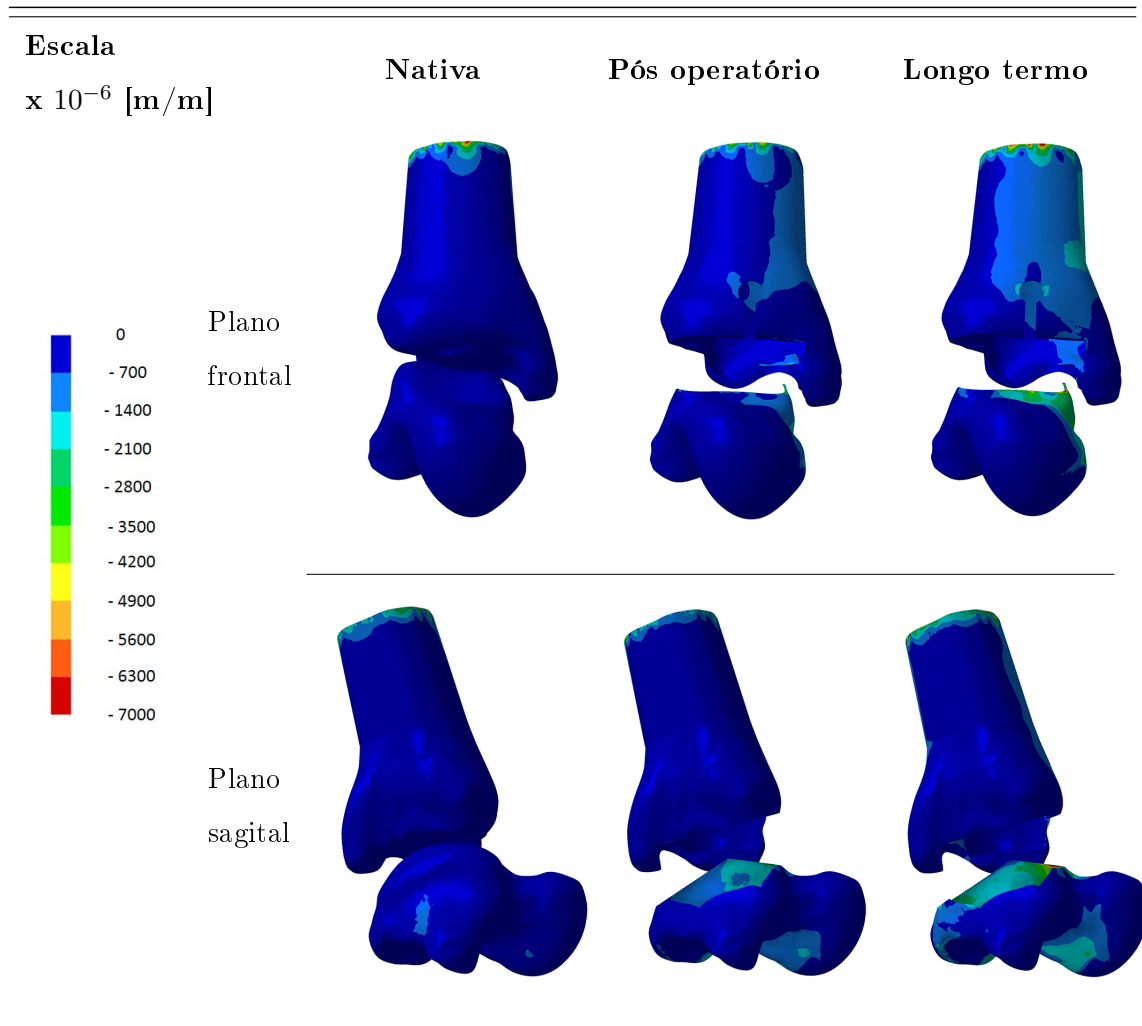 Escala
x 10⁻⁶ [m/m]
Nativa
Pós operatório
Longo termo
Plano
frontal
0
- 700
- 1400
- 2100
- 2800
- 3500
- 4200
- 4900
- 5600
- 6300
- 7000
Plano
sagital